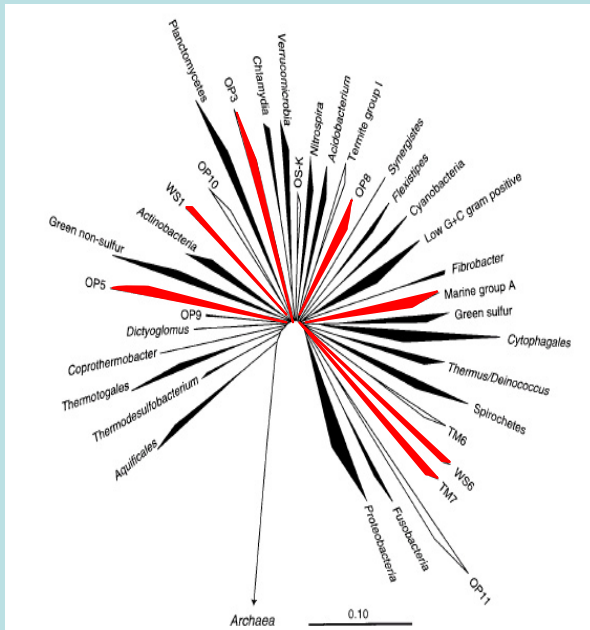 Planctomycetes
OP3
Chlamydia
Verrucomicrobia
OS-K
Nitrospira
Acidobacterium
Termite group I
OP8
Synergistes
Flexistipes
Cyanobacteria
Low G+C gram positive
Fibrobacter
Marine group A
Green sulfur
Cytophagales
Thermus/Deinococcus
Spirochetes
TM6
WS6
TM7
OP11
Fusobacteria
Proteobacteria
Archaea
0.10
Aquificales
Thermodesulfobacterium
Thermotogales
Coprothermobacter
Dictyoglomus
OP9
OP5
Green non-sulfur
Actinobacteria
WS1
OP10